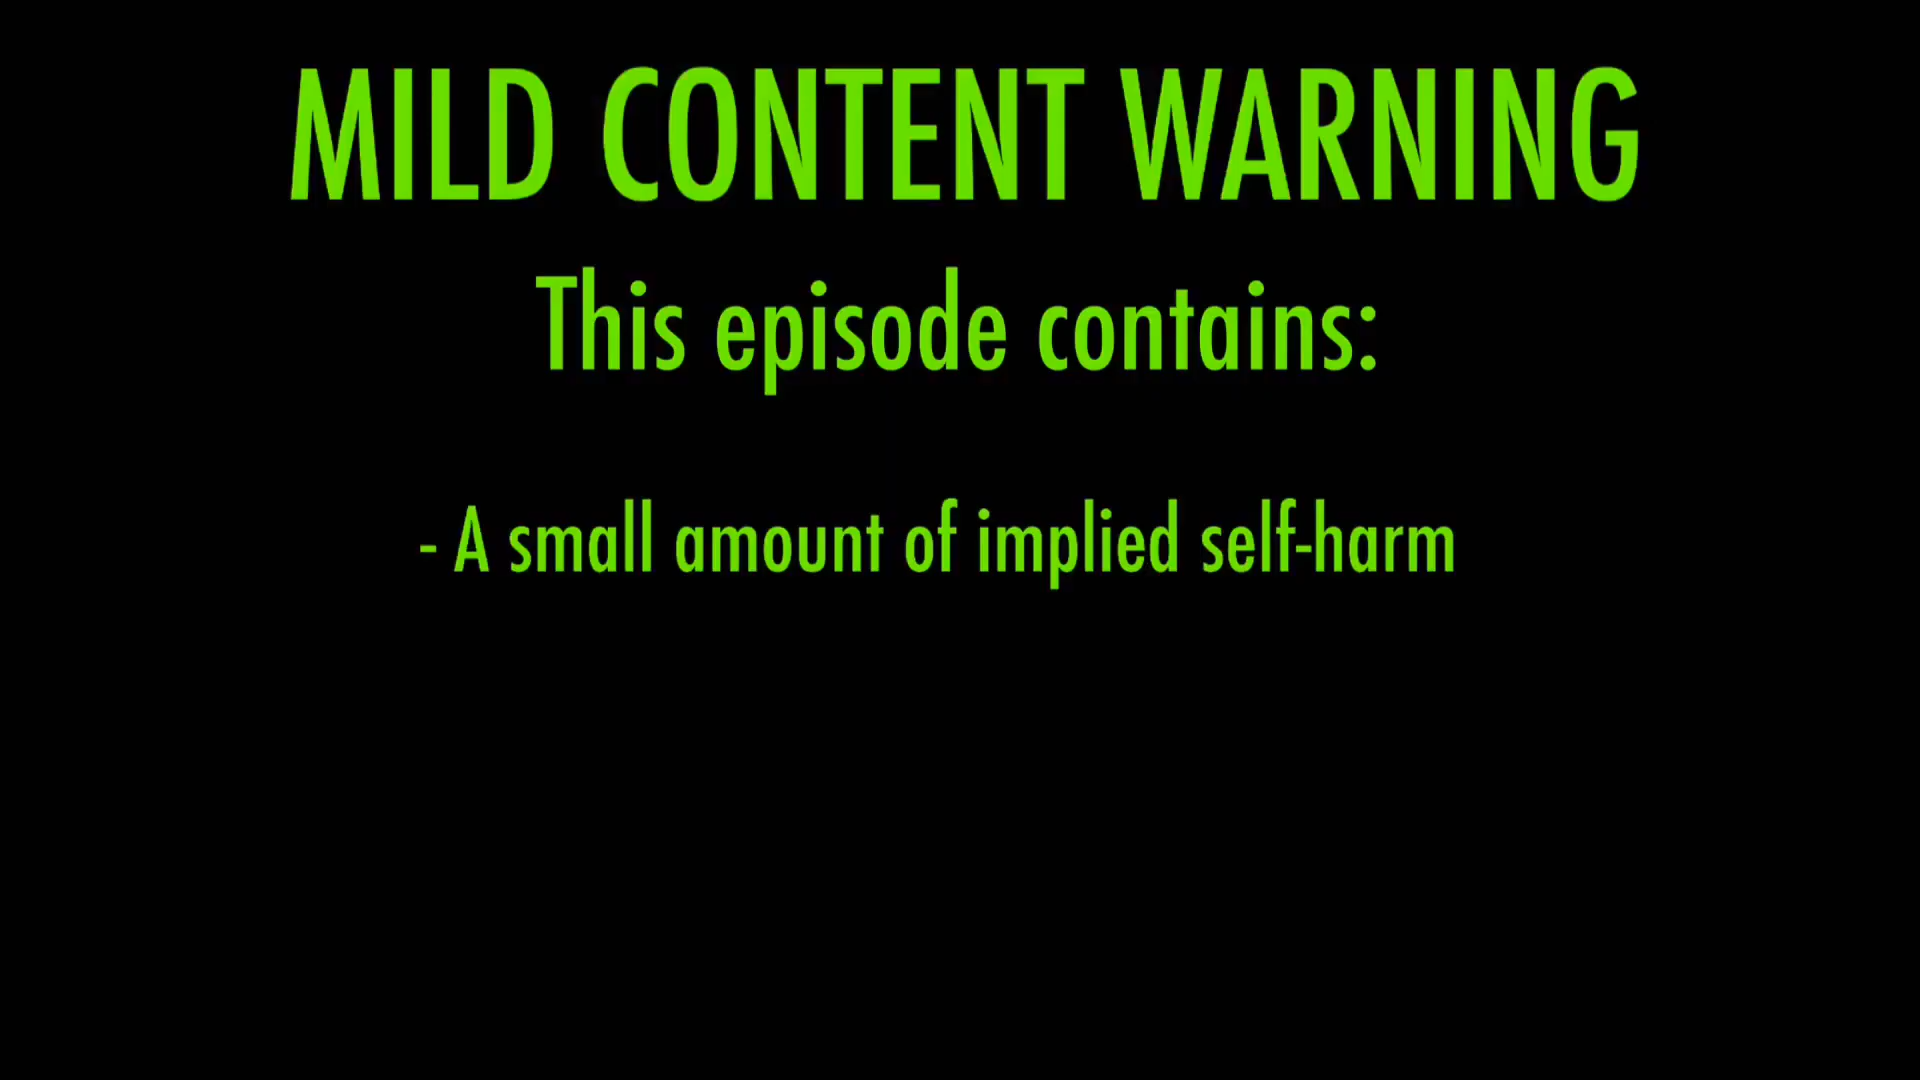 MILD CONTENT WARNING
This episode contains:
- A small amount of implied self-harm